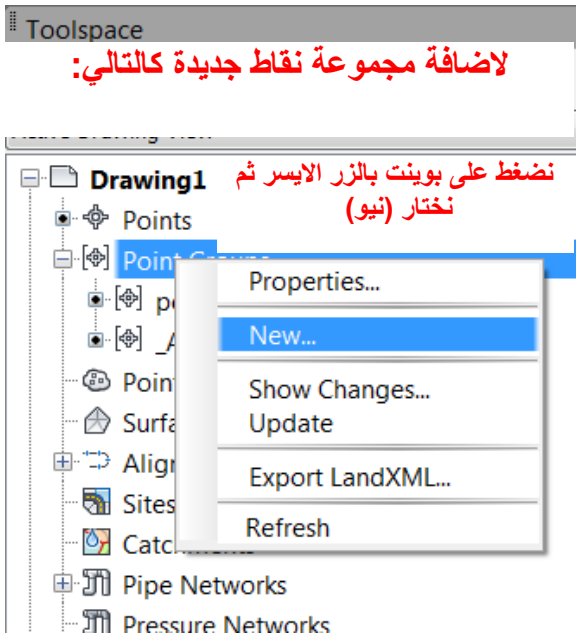 Toolspace
لاضافة مجموعة نقاط جديدة كالتالي:
Drawing1
نضغط على بوينت بالزر الايسر ثم
نختار (نيو)
Points
Point Groups
Properties...
New...
Show Changes...
Update
Export LandXML...
Refresh
Sites
Pipe Networks
Pressure Networks